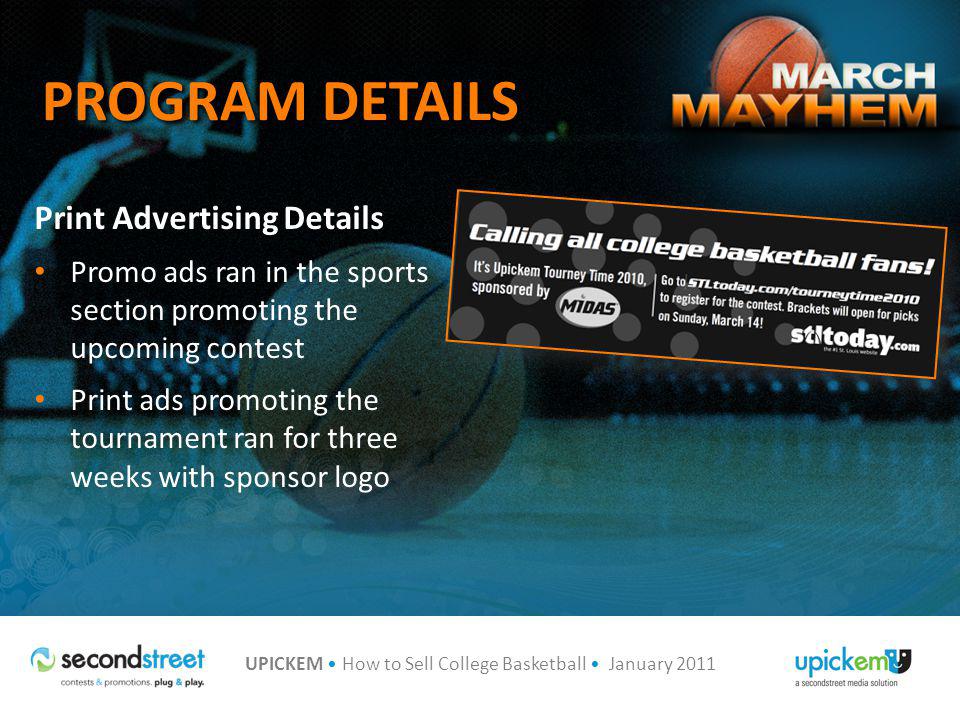 PROGRAM DETAILS
MARCH
MAYHEM
Print Advertising Details
• Promo ads ran in the sports
section promoting the
upcoming contest
• Print ads promoting the
tournament ran for three
weeks with sponsor logo
Calling all college basketball fans!
It's Upickem Tourney Time 2010,
sponsored by
MIDAS
Go to STLtoday.com/tourneytime2010
to register for the contest. Brackets will open for picks
on Sunday, March 14!
stltoday.com
the #1 St. Louis website
secondstreet
contests & promotions. plug & play.
UPICKEM • How to Sell College Basketball • January 2011
upickem
a secondstreet media solution